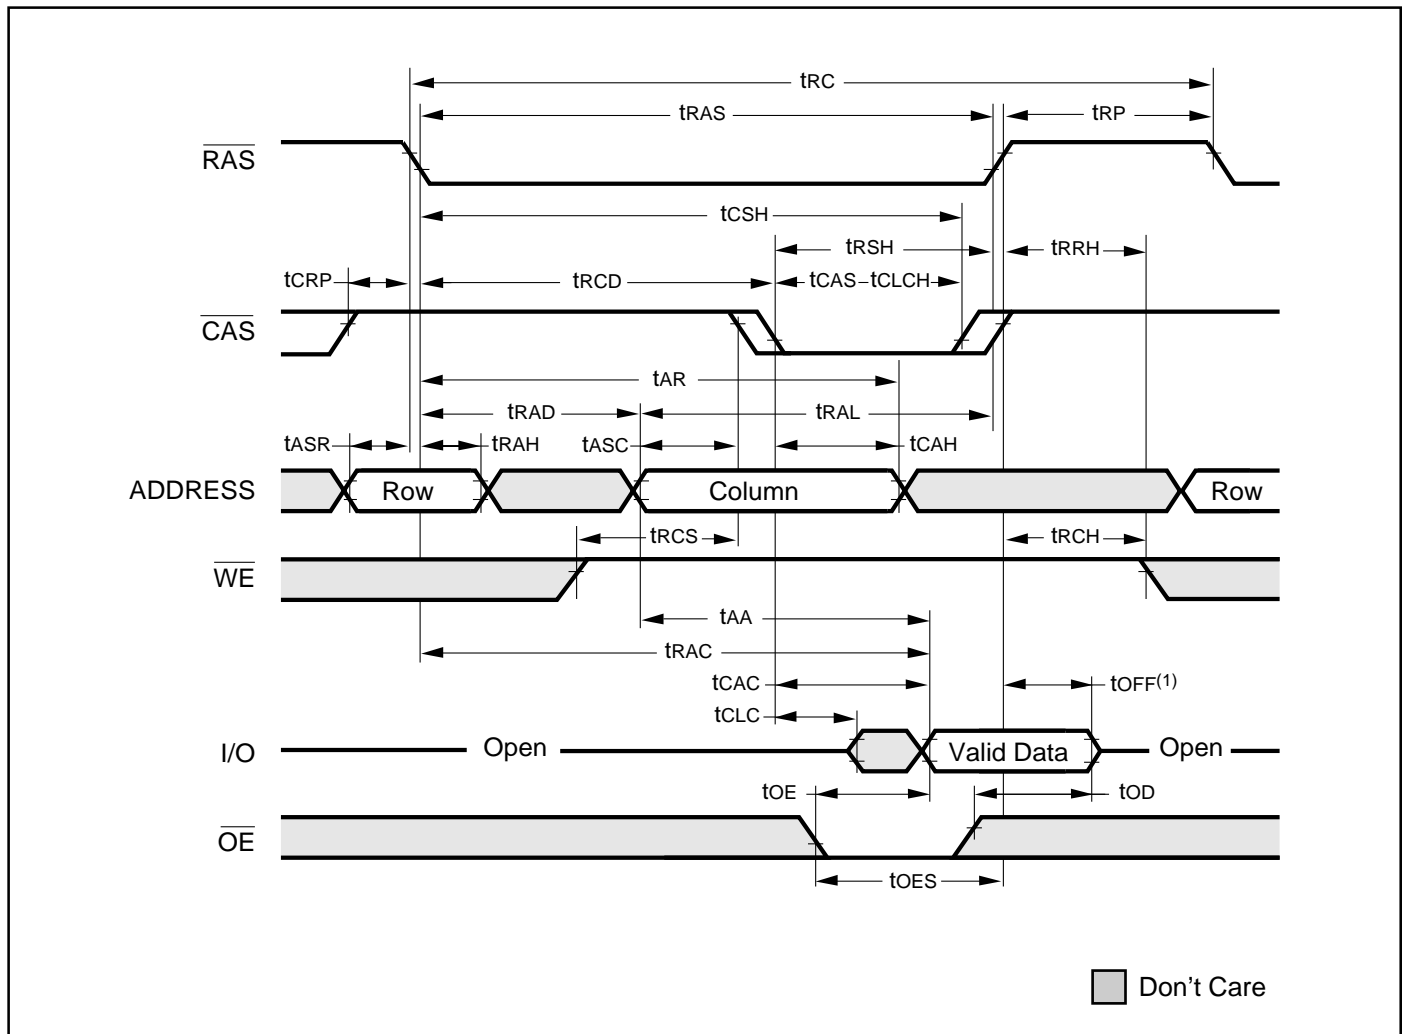 tRC
tRAS
tRP
RAS
tCSH
tRSH
tRRH
tCRP
tRCD
tCAS
tCLCH
CAS
tAR
tRAD
tRAL
tASR
tRAH
tASC
tCAH
ADDRESS
Row
Column
Row
tRCS
tRCH
WE
tAA
tRAC
tCAC
tOFF(1)
tCLC
I/O
Open
Valid Data
Open
tOE
tOD
OE
tOES
Don't Care